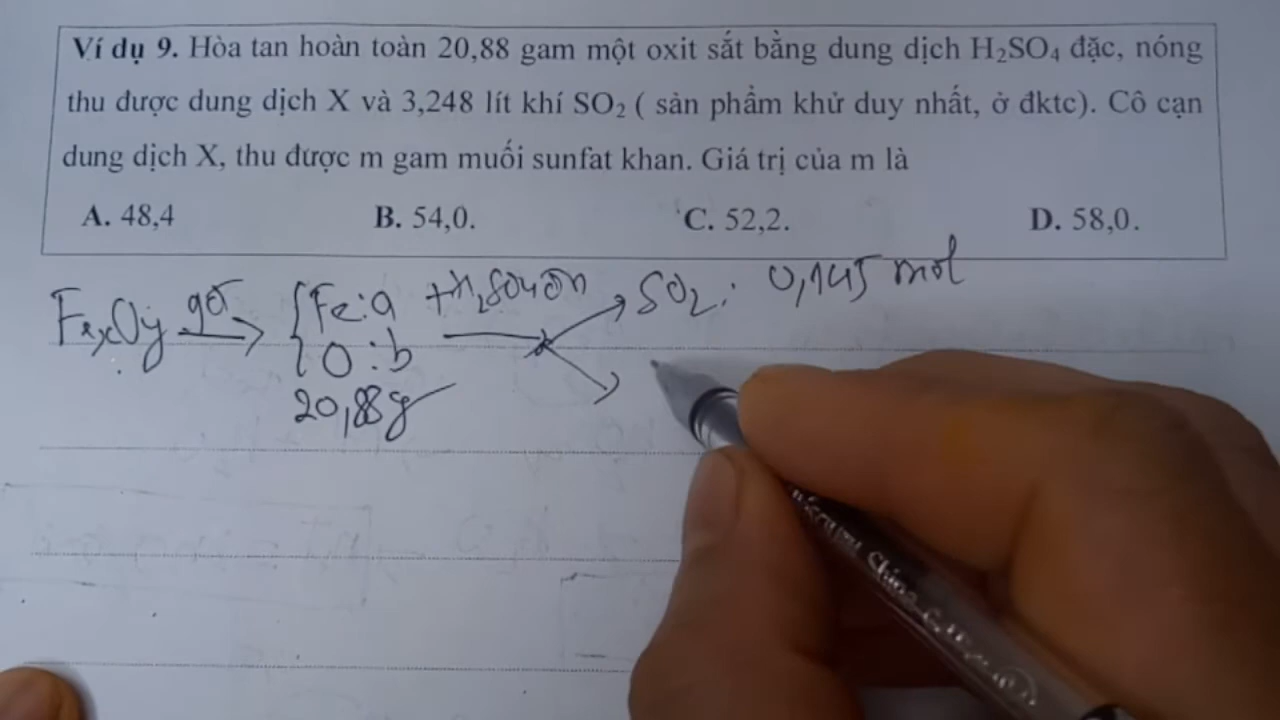 Ví dụ 9. Hòa tan hoàn toàn 20,88 gam một oxit sắt bằng dung dịch H₂SO₄ đặc, nóng
thu được dung dịch X và 3,248 lít khí SO₂ ( sản phẩm khử duy nhất, ở đktc). Cô cạn
dung dịch X, thu được m gam muối sunfat khan. Giá trị của m là
A. 48,4 B. 54,0. C. 52,2. D. 58,0.
FexOy → { Fe: a + H₂SO₄ → SO₂: 0,145 mol
O: b
20,88g